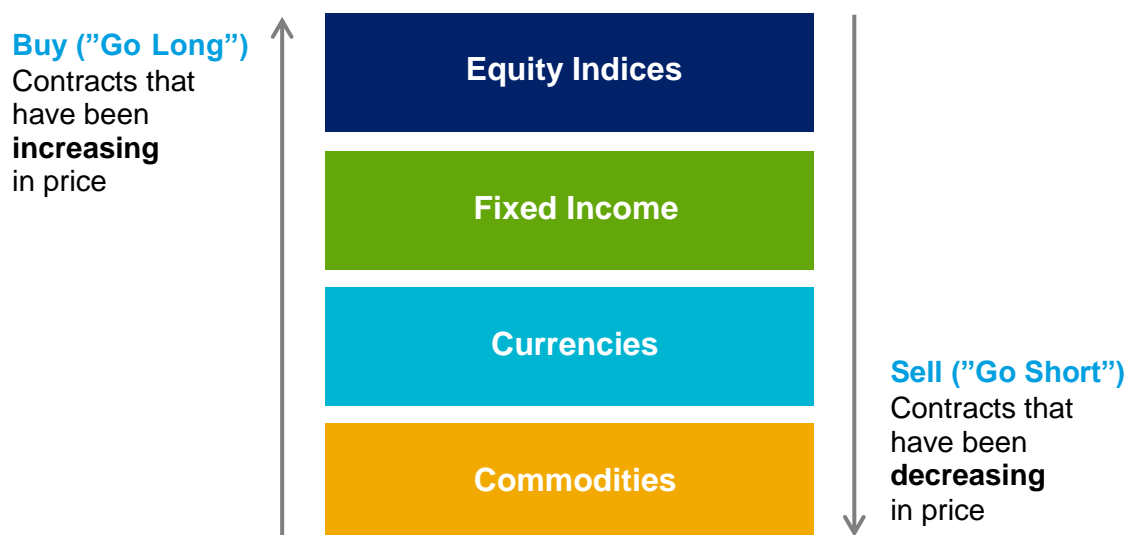 Buy (”Go Long”)
Contracts that
have been
increasing
in price
Equity Indices
Fixed Income
Currencies
Commodities
Sell (”Go Short”)
Contracts that
have been
decreasing
in price